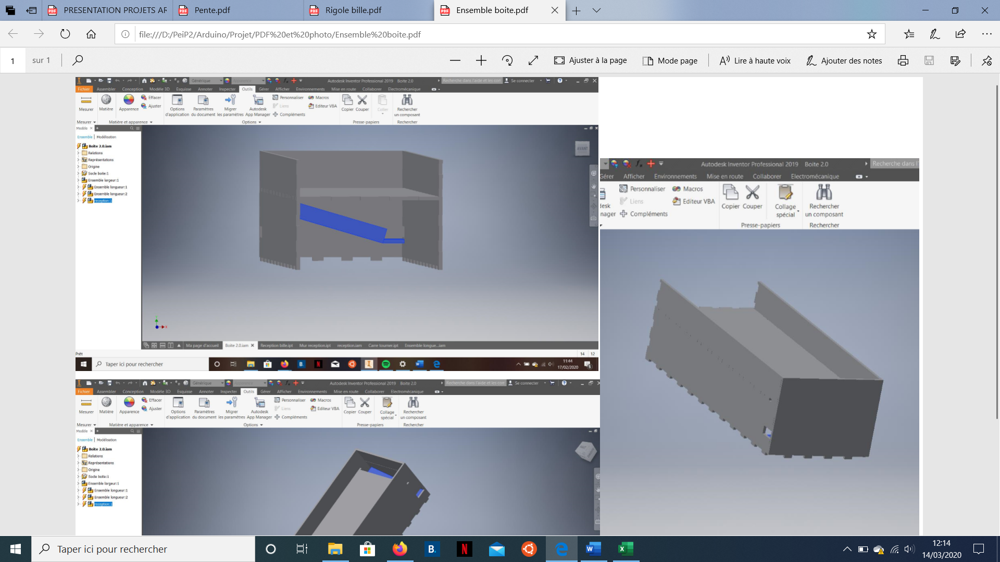 PRESENTATION PROJETS AR
Pente.pdf
Rigole bille.pdf
Ensemble boite.pdf
file:///D:/PeiP2/Arduino/Projet/PDF%20et%20photo/Ensemble%20boite.pdf
1 sur 1
Ajuster à la page
Mode page
Lire à haute voix
Ajouter des notes
Générique
Autodesk Inventor Professional 2019 Boite 2.0
Recherche dans l'aide et les com
Se connecter
Fichier Assembler Conception Modèle 3D Esquisse Annoter Inspecter Outils Gérer Afficher Environnements Mise en route Collaborer Electromécanique
Mesurer
Matière
Apparence
Effacer
Ajuster
Options
d'application
Paramètres
du document
Migrer
les paramètres
Autodesk
App Manager
Personnaliser
Liens
Compléments
Macros
Editeur VBA
Copier Couper
Coller
Rechercher
un composant
Mesurer
Matière et apparence
Options
Presse-papiers
Rechercher
Modèle
Ensemble Modélisation
Boite 2.0.iam
Relations
Représentations
Origine
Socle boite:1
Ensemble largeur:1
Ensemble longueur:1
Ensemble longueur:2
reception:1
AVANT
Ma page d'accueil
Boite 2.0.iam
Reception bille.ipt
Mur reception.ipt
reception.iam
Carre tourner.ipt
Ensemble longue...iam
Prêt
14 12
Taper ici pour rechercher
11:44
17/02/2020
Autodesk Inventor Professional 2019 Boite 2.0
Recherche dans l'
Gérer Afficher Environnements Mise en route Collaborer Electromécanique
Personnaliser
Liens
Compléments
Macros
Editeur VBA
desk
nager
Copier Couper
Collage
spécial
Rechercher
un composant
Presse-papiers
Rechercher
Générique
Autodesk Inventor Professional 2019 Boite 2.0
Recherche dans l'aide et les com
Se connecter
Fichier Assembler Conception Modèle 3D Esquisse Annoter Inspecter Outils Gérer Afficher Environnements Mise en route Collaborer Electromécanique
Mesurer
Matière
Apparence
Effacer
Ajuster
Options
d'application
Paramètres
du document
Migrer
les paramètres
Autodesk
App Manager
Personnaliser
Liens
Compléments
Macros
Editeur VBA
Copier Couper
Collage
spécial
Rechercher
un composant
Mesurer
Matière et apparence
Options
Presse-papiers
Rechercher
Modèle
Ensemble Modélisation
Boite 2.0.iam
Relations
Représentations
Origine
Socle boite:1
Ensemble largeur:1
Ensemble longueur:1
Ensemble longueur:2
reception:1
Taper ici pour rechercher
12:14
14/03/2020